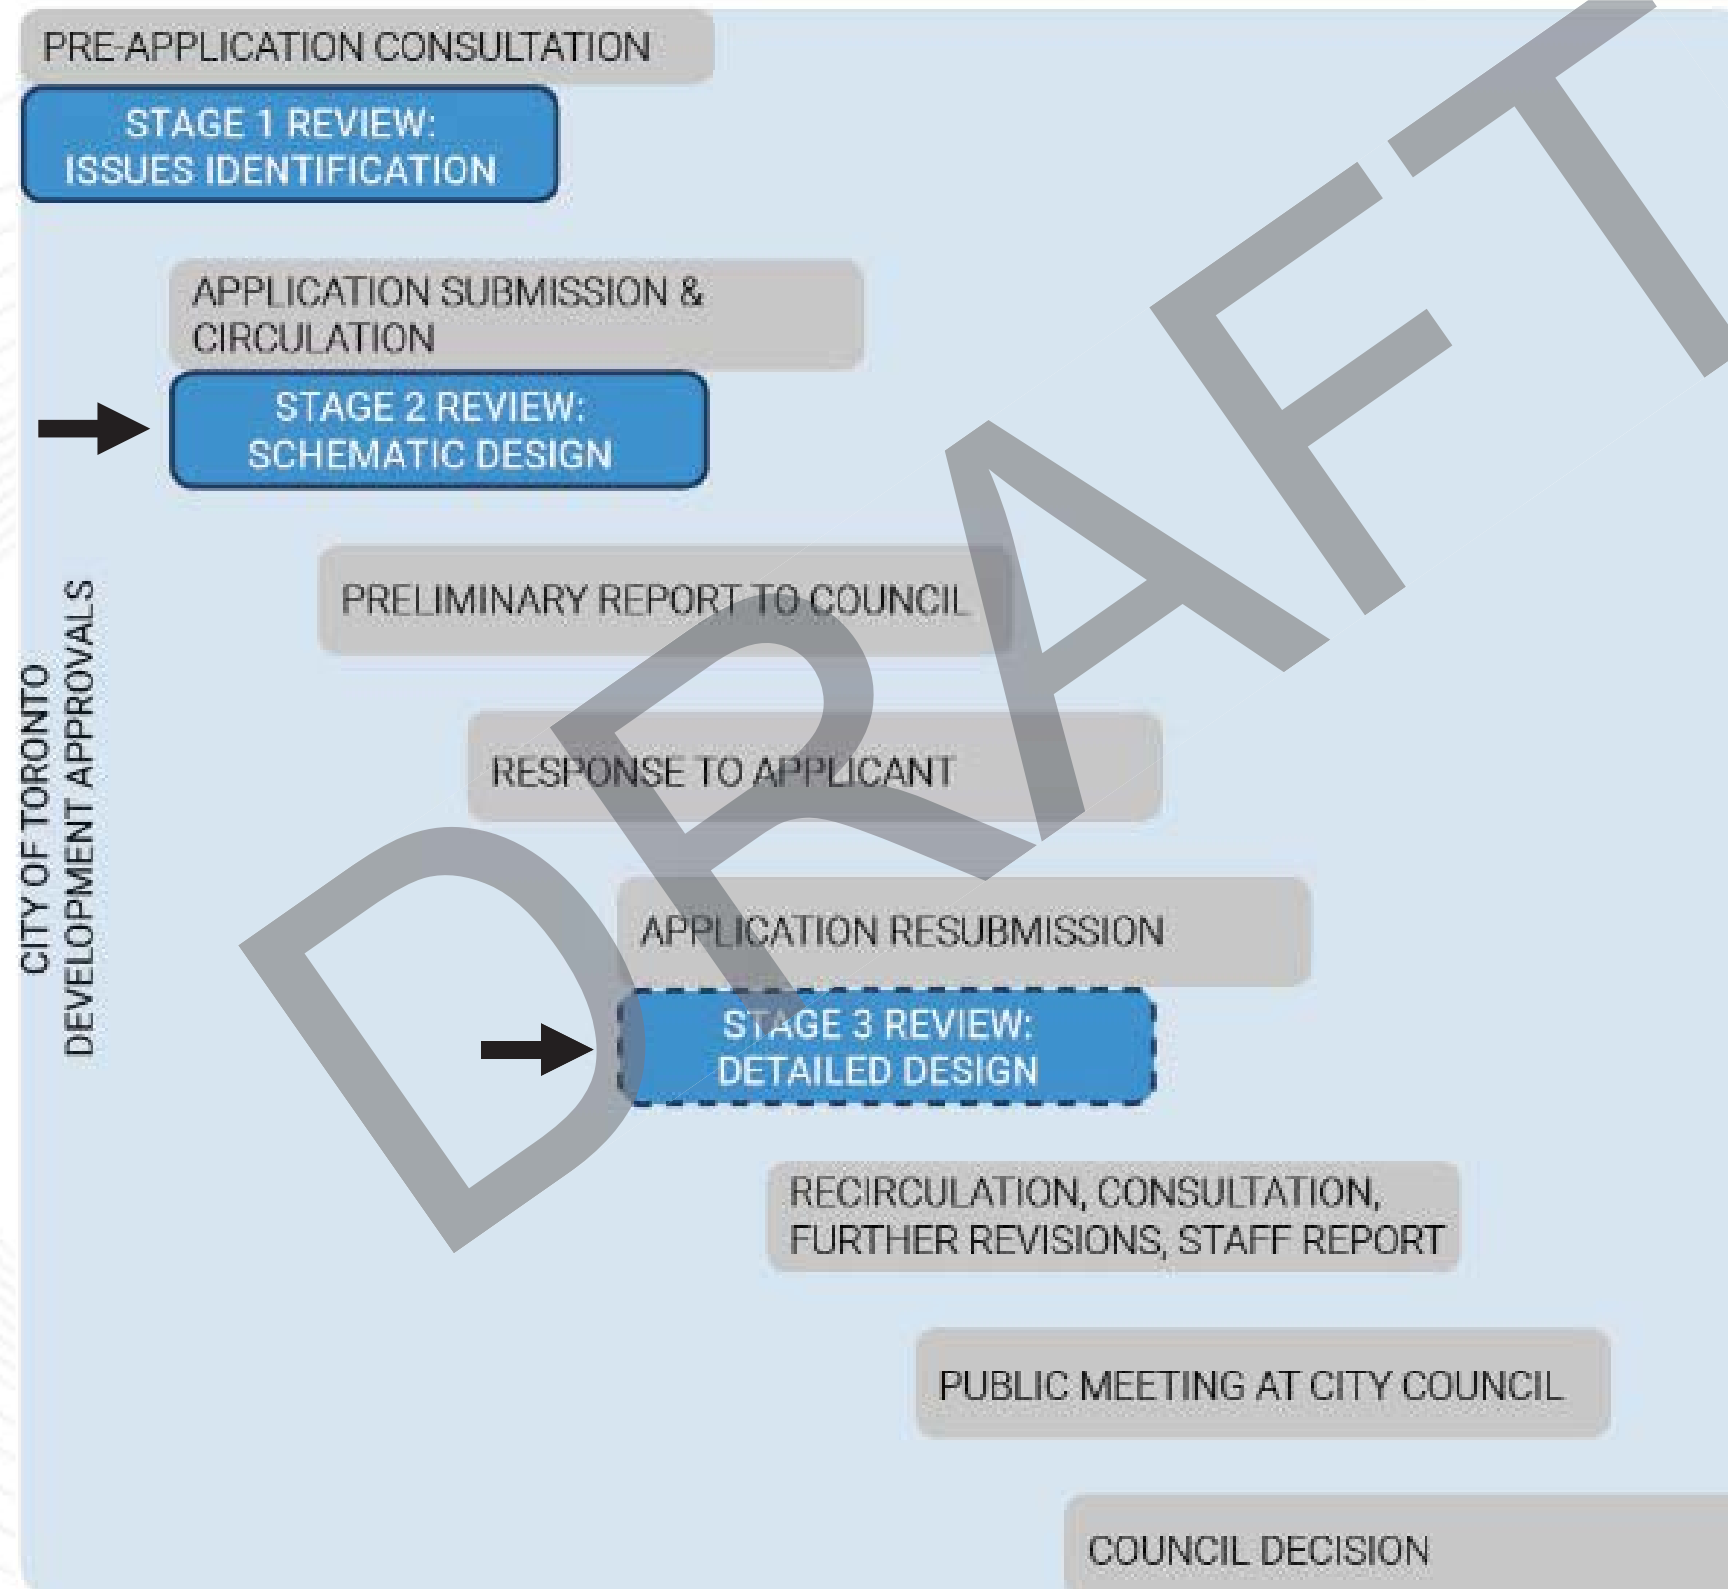 PRE-APPLICATION CONSULTATION
STAGE 1 REVIEW:
ISSUES IDENTIFICATION
APPLICATION SUBMISSION &
CIRCULATION
STAGE 2 REVIEW:
SCHEMATIC DESIGN
PRELIMINARY REPORT TO COUNCIL
RESPONSE TO APPLICANT
APPLICATION RESUBMISSION
STAGE 3 REVIEW:
DETAILED DESIGN
RECIRCULATION, CONSULTATION,
FURTHER REVISIONS, STAFF REPORT
PUBLIC MEETING AT CITY COUNCIL
COUNCIL DECISION
CITY OF TORONTO
DEVELOPMENT APPROVALS
DRAFT